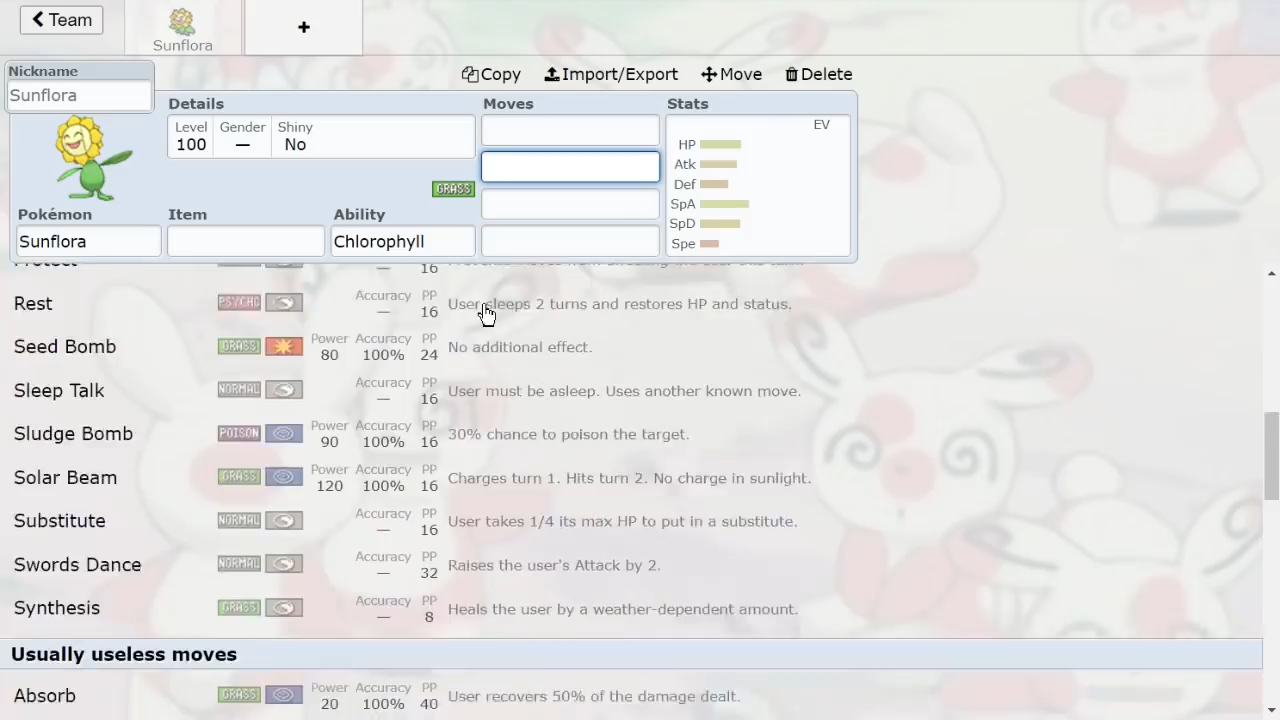 Team
Sunflora
+
Nickname
Sunflora
Copy Import/Export Move Delete
Details Moves Stats
Level Gender Shiny
100 — No
EV
HP
Atk
Def
SpA
SpD
Spe
GRASS
Pokémon Item Ability
Sunflora Chlorophyll
— 16
Rest PSYCHC Accuracy — PP 16 User sleeps 2 turns and restores HP and status.
Seed Bomb GRASS Power 80 Accuracy 100% PP 24 No additional effect.
Sleep Talk NORMAL Accuracy — PP 16 User must be asleep. Uses another known move.
Sludge Bomb POISON Power 90 Accuracy 100% PP 16 30% chance to poison the target.
Solar Beam GRASS Power 120 Accuracy 100% PP 16 Charges turn 1. Hits turn 2. No charge in sunlight.
Substitute NORMAL Accuracy — PP 16 User takes 1/4 its max HP to put in a substitute.
Swords Dance NORMAL Accuracy — PP 32 Raises the user's Attack by 2.
Synthesis GRASS Accuracy — PP 8 Heals the user by a weather-dependent amount.
Usually useless moves
Absorb GRASS Power 20 Accuracy 100% PP 40 User recovers 50% of the damage dealt.